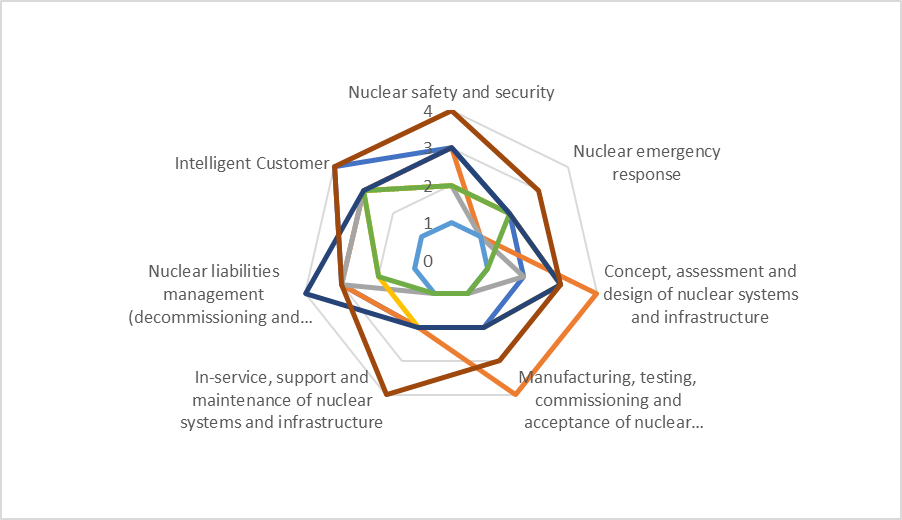 Nuclear safety and security
4
3
2
1
0
Nuclear emergency
response
Concept, assessment and
design of nuclear systems
and infrastructure
Manufacturing, testing,
commissioning and
acceptance of nuclear...
In-service, support and
maintenance of nuclear
systems and infrastructure
Nuclear liabilities
management
(decommissioning and...
Intelligent Customer